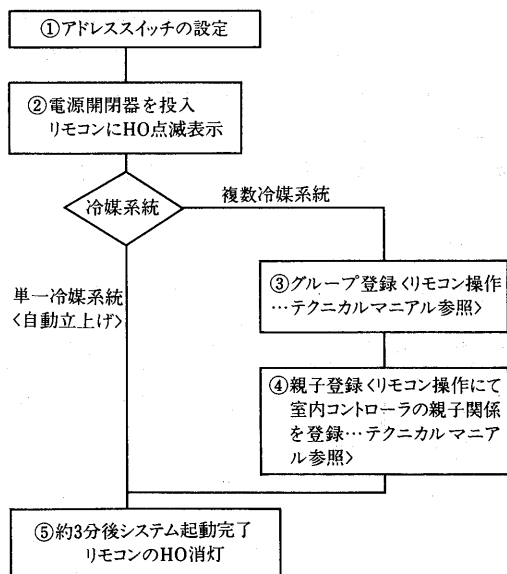 ①アドレススイッチの設定
②電源開閉器を投入
リモコンにHO点滅表示
冷媒系統
複数冷媒系統
単一冷媒系統
〈自動立上げ〉
③グループ登録〈リモコン操作
…テクニカルマニアル参照〉
④親子登録〈リモコン操作にて
室内コントローラの親子関係
を登録…テクニカルマニア
ル参照〉
⑤約3分後システム起動完了
リモコンのHO消灯